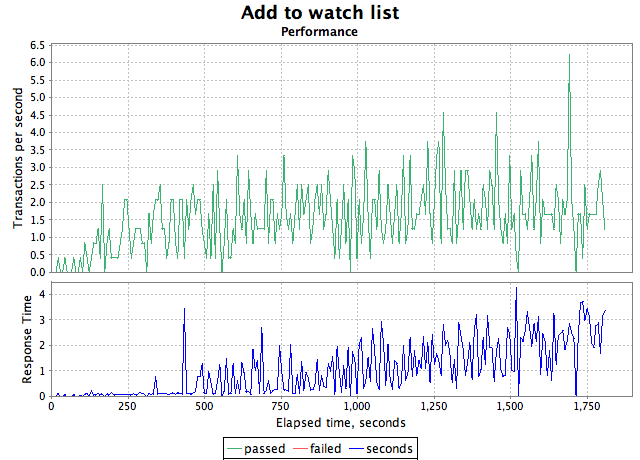 Add to watch list
Performance
Transactions per second
6.5
6.0
5.5
5.0
4.5
4.0
3.5
3.0
2.5
2.0
1.5
1.0
0.5
0.0
Response Time
4
3
2
1
0
0 250 500 750 1,000 1,250 1,500 1,750
Elapsed time, seconds
passed failed seconds